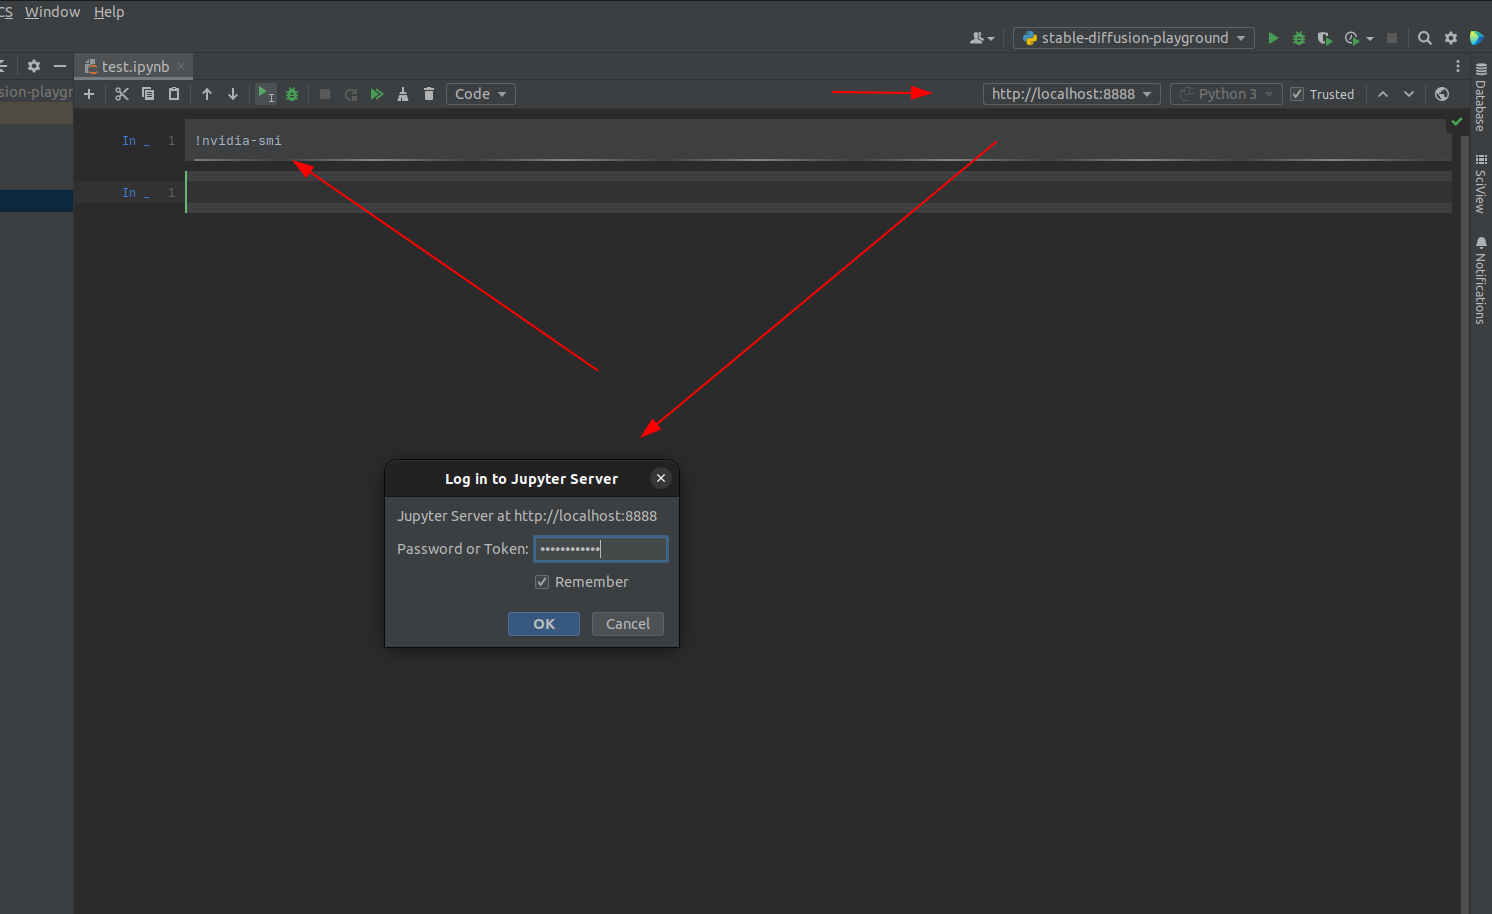 CS Window Help
stable-diffusion-playground
test.ipynb
sion-playgr
Code
http://localhost:8888
Python 3
Trusted
In _ 1 !nvidia-smi
In _ 1
Database
SciView
Notifications
Log in to Jupyter Server
Jupyter Server at http://localhost:8888
Password or Token: ••••••••••••
Remember
OK Cancel